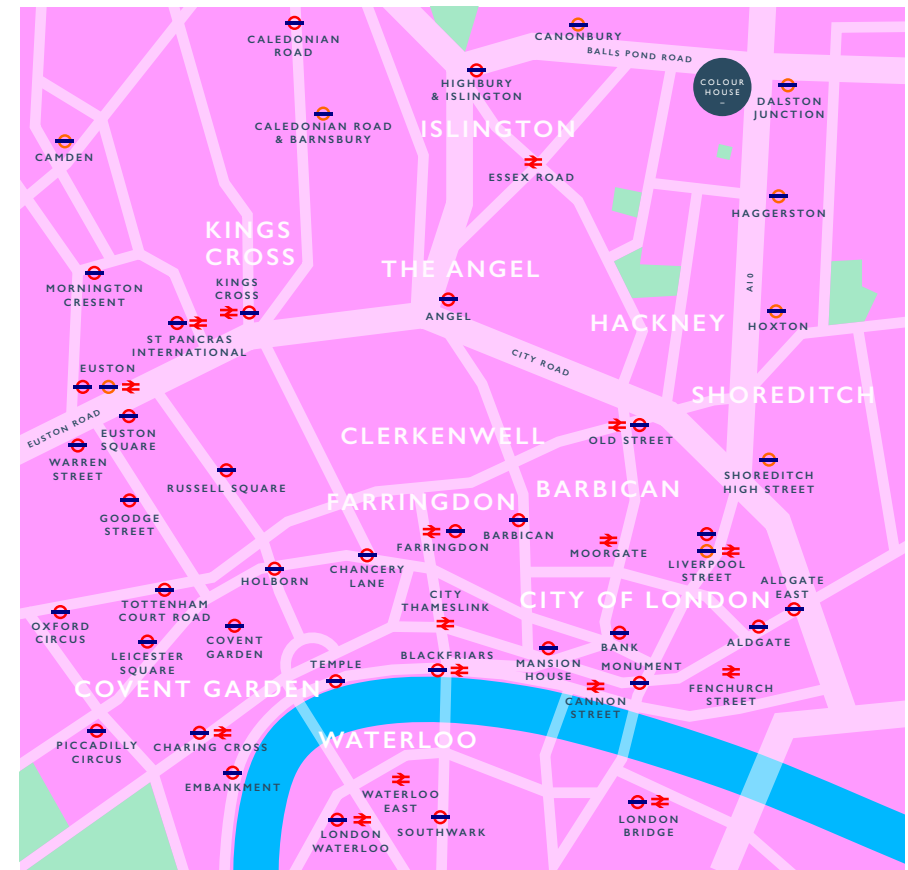 CANONBURY
CALEDONIAN
ROAD
BALLS POND ROAD
HIGHBURY
& ISLINGTON
COLOUR
HOUSE
–
DALSTON
JUNCTION
CALEDONIAN ROAD
& BARNSBURY
ISLINGTON
CAMDEN
ESSEX ROAD
HAGGERSTON
KINGS
CROSS
THE ANGEL
MORNINGTON
CRESENT
KINGS
CROSS
A10
ANGEL
HACKNEY
HOXTON
ST PANCRAS
INTERNATIONAL
CITY ROAD
EUSTON
SHOREDITCH
EUSTON ROAD
EUSTON
SQUARE
CLERKENWELL
OLD STREET
WARREN
STREET
SHOREDITCH
HIGH STREET
RUSSELL SQUARE
BARBICAN
FARRINGDON
GOODGE
STREET
BARBICAN
FARRINGDON
MOORGATE
LIVERPOOL
STREET
CHANCERY
LANE
HOLBORN
ALDGATE
EAST
CITY
THAMESLINK
CITY OF LONDON
TOTTENHAM
COURT ROAD
OXFORD
CIRCUS
COVENT
GARDEN
BANK
ALDGATE
LEICESTER
SQUARE
TEMPLE
BLACKFRIARS
MANSION
HOUSE
MONUMENT
COVENT GARDEN
CANNON
STREET
FENCHURCH
STREET
PICCADILLY
CIRCUS
CHARING CROSS
WATERLOO
EMBANKMENT
WATERLOO
EAST
LONDON
WATERLOO
SOUTHWARK
LONDON
BRIDGE